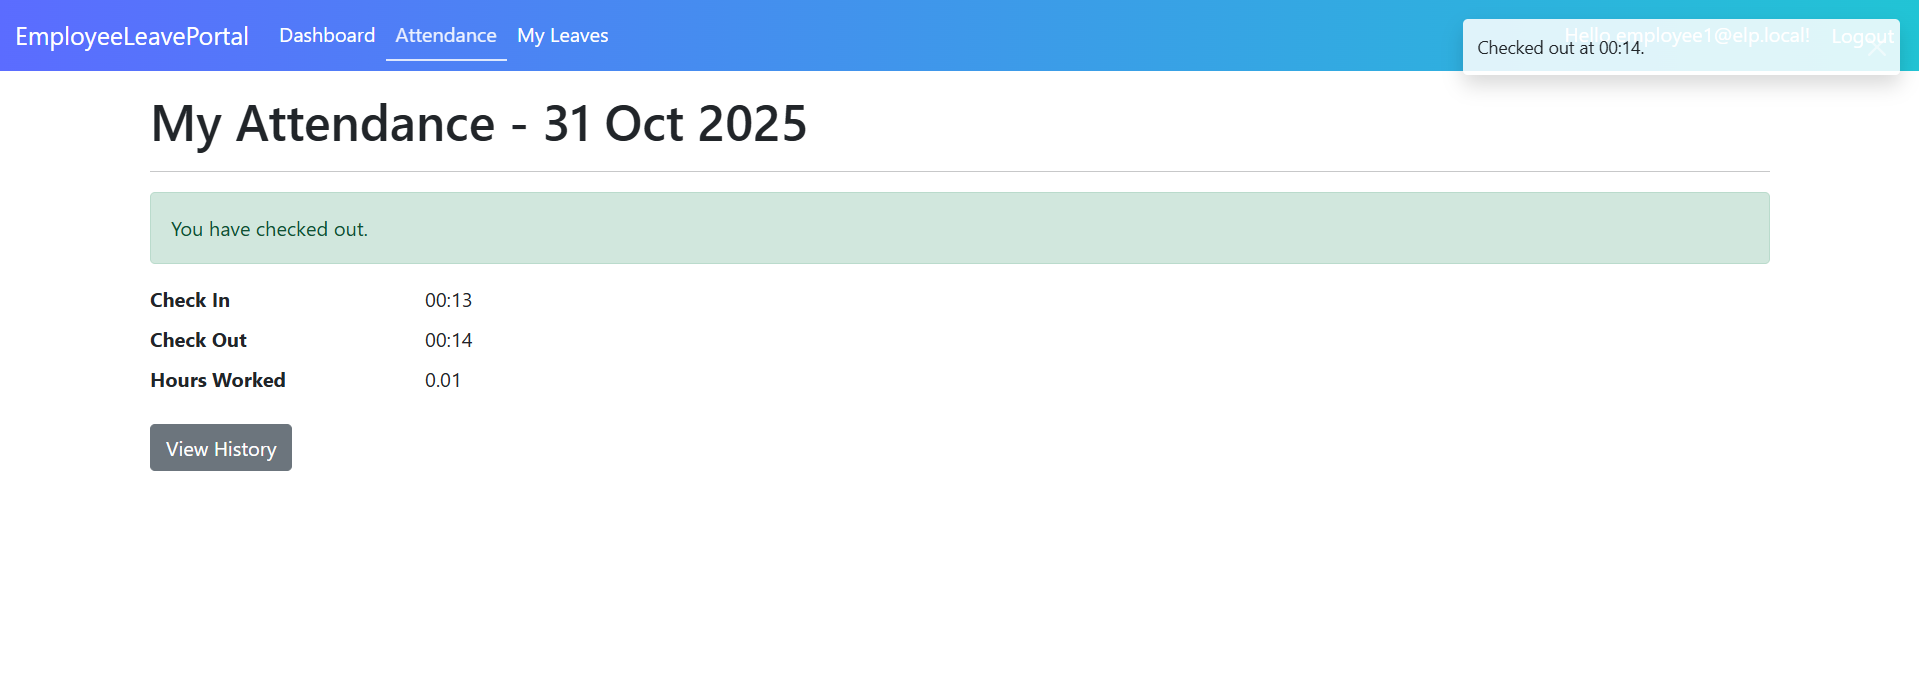 EmployeeLeavePortal Dashboard Attendance My Leaves Hello employee1@elp.local! Logout
Checked out at 00:14.
My Attendance - 31 Oct 2025
You have checked out.
Check In 00:13
Check Out 00:14
Hours Worked 0.01
View History